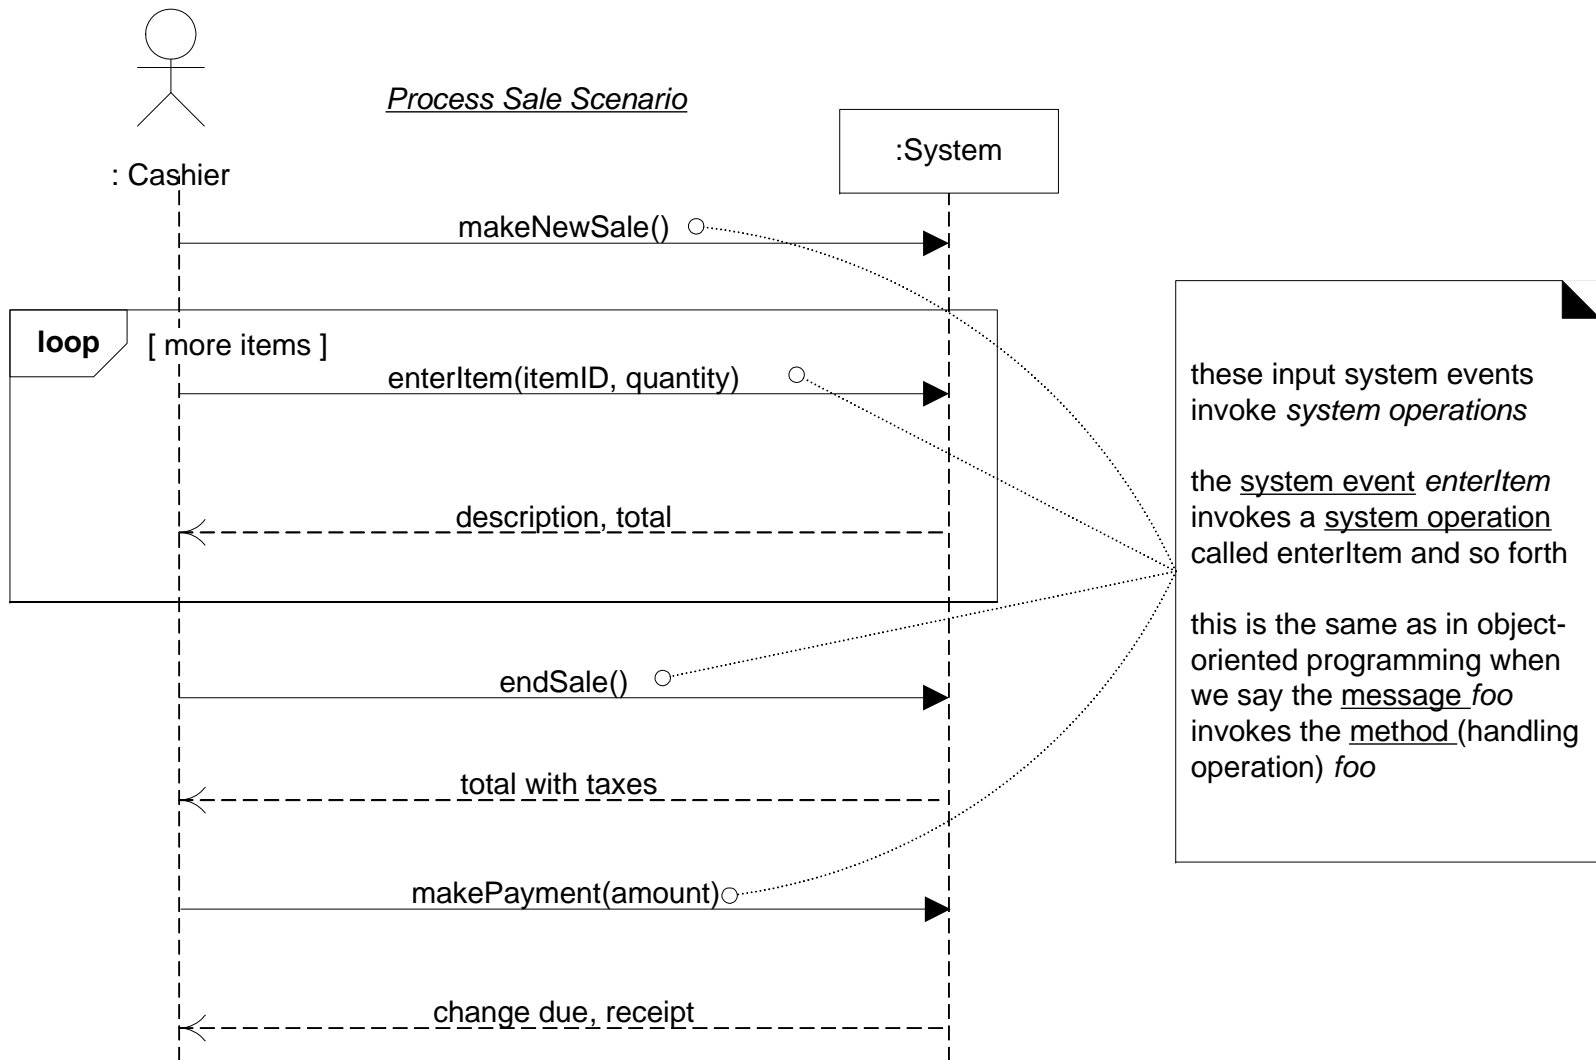 Process Sale Scenario
: Cashier
:System
makeNewSale()
loop
[ more items ]
enterItem(itemID, quantity)
description, total
endSale()
total with taxes
makePayment(amount)
change due, receipt
these input system events
invoke system operations
the system event enterItem
invokes a system operation
called enterItem and so forth
this is the same as in object-
oriented programming when
we say the message foo
invokes the method (handling
operation) foo